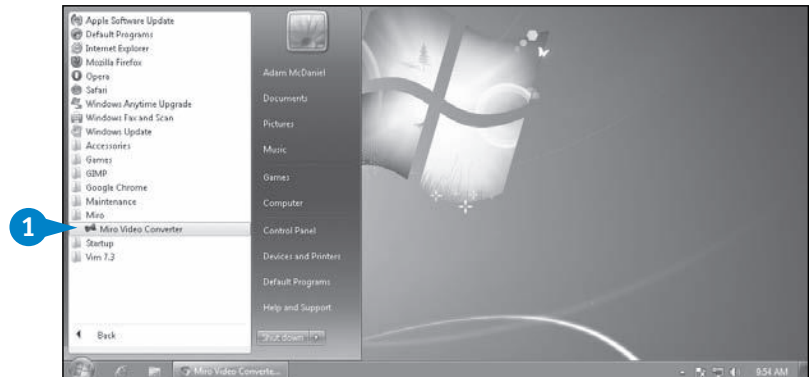 Apple Software Update
Default Programs
Internet Explorer
Mozilla Firefox
Opera
Safari
Windows Anytime Upgrade
Windows Fax and Scan
Windows Update
Accessories
Games
GIMP
Google Chrome
Maintenance
Miro
1
Miro Video Converter
Startup
Vim 7.3
Back
Adam McDaniel
Documents
Pictures
Music
Games
Computer
Control Panel
Devices and Printers
Default Programs
Help and Support
Shut down
Miro Video Converte...
9:54 AM